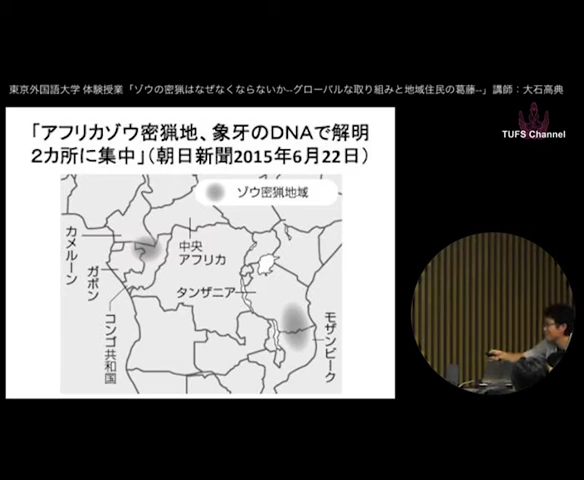 東京外国語大学 体験授業「ゾウの密猟はなぜなくならないか--グローバルな取り組みと地域住民の葛藤--」講師：大石高典
TUFS Channel
「アフリカゾウ密猟地、象牙のDNAで解明
２カ所に集中」（朝日新聞2015年6月22日）
ゾウ密猟地域
カメルーン
ガボン
コンゴ共和国
中央
アフリカ
タンザニア
モザンビーク